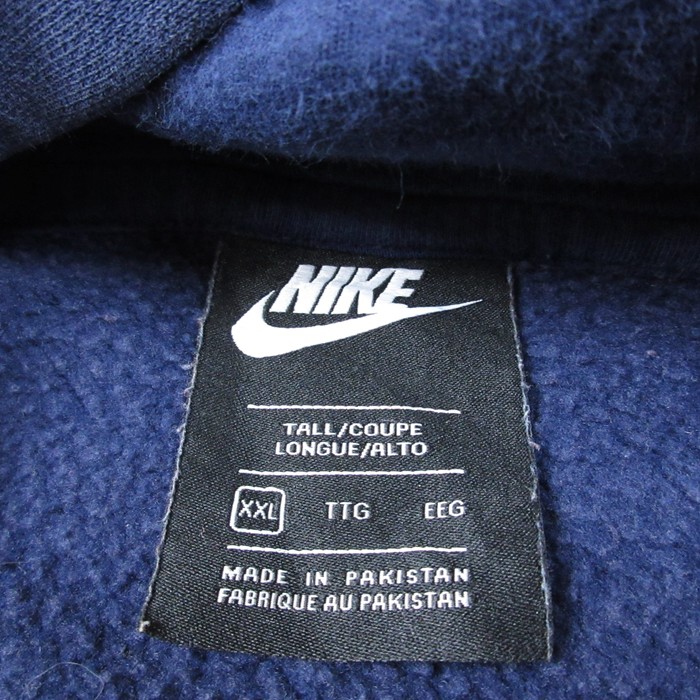 NIKE
TALL/COUPE
LONGUE/ALTO
XXL TTG EEG
MADE IN PAKISTAN
FABRIQUE AU PAKISTAN